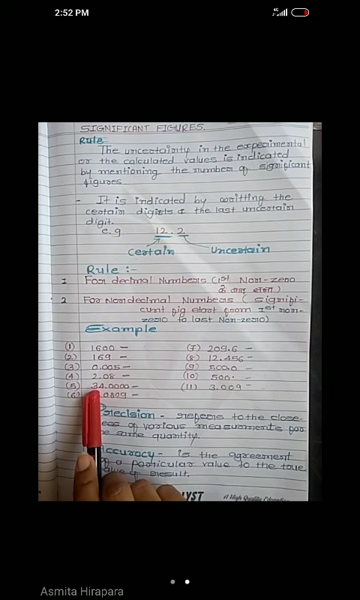 2:52 PM
SIGNIFICANT FIGURES.
Rule
The uncertainty in the experimental
or the calculated values is indicated
by mentioning the number of significant
figures.
- It is indicated by writting the
certain digits & the last uncertain
digit.
e.g 12.2
Certain Uncertain
Rule :-
1 For decimal Numbers (1st Non-zero
2 For Nondecimal Numbers ( signifi-
cant fig start from 1st non-
zero to last Non-zero)
Example
(1) 1600 - (7) 209.6 -
(2) 169 - (8) 12.456 -
(3) 0.005 - (9) 5000 -
(4) 2.08 - (10) 500. -
(5) 34.0000 - (11) 3.009 -
(6)
Precision - refers to the close-
of various measurements for
same quantity.
Accuracy - is the agreement
of a particular value to the true
value of result.
A High Quality
Asmita Hirapara